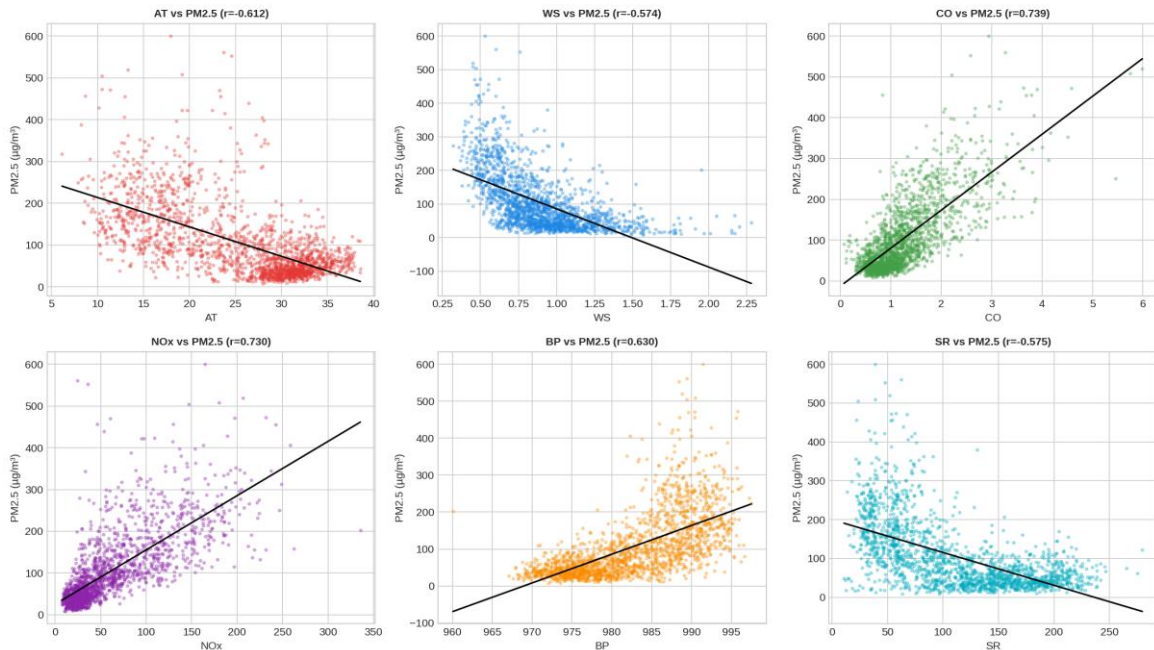 AT vs PM2.5 (r=-0.612)
600
500
400
300
200
100
0
PM2.5 (µg/m³)
5 10 15 20 25 30 35 40
AT
WS vs PM2.5 (r=-0.574)
600
500
400
300
200
100
0
−100
PM2.5 (µg/m³)
0.25 0.50 0.75 1.00 1.25 1.50 1.75 2.00 2.25
WS
CO vs PM2.5 (r=0.739)
600
500
400
300
200
100
0
PM2.5 (µg/m³)
0 1 2 3 4 5 6
CO
NOx vs PM2.5 (r=0.730)
600
500
400
300
200
100
0
PM2.5 (µg/m³)
0 50 100 150 200 250 300 350
NOx
BP vs PM2.5 (r=0.630)
600
500
400
300
200
100
0
−100
PM2.5 (µg/m³)
960 965 970 975 980 985 990 995
BP
SR vs PM2.5 (r=-0.575)
600
500
400
300
200
100
0
PM2.5 (µg/m³)
0 50 100 150 200 250
SR